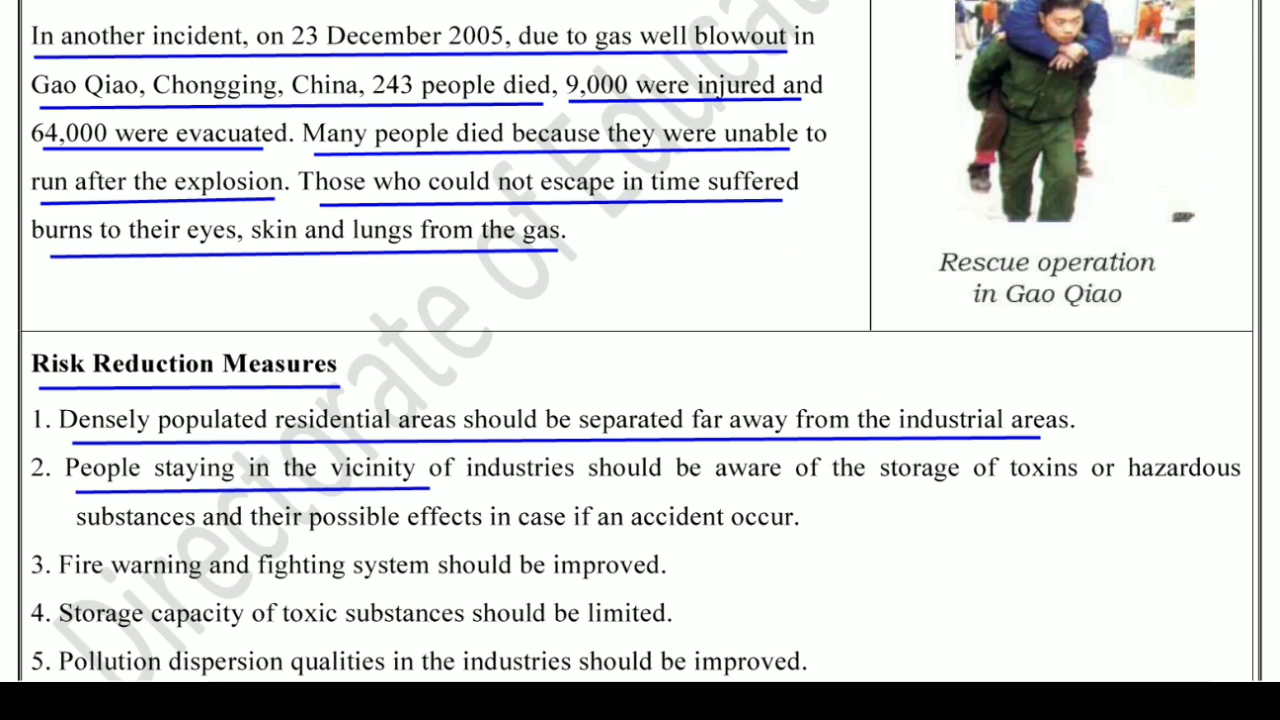 In another incident, on 23 December 2005, due to gas well blowout in
Gao Qiao, Chongging, China, 243 people died, 9,000 were injured and
64,000 were evacuated. Many people died because they were unable to
run after the explosion. Those who could not escape in time suffered
burns to their eyes, skin and lungs from the gas.
Rescue operation
in Gao Qiao
Risk Reduction Measures
1. Densely populated residential areas should be separated far away from the industrial areas.
2. People staying in the vicinity of industries should be aware of the storage of toxins or hazardous
substances and their possible effects in case if an accident occur.
3. Fire warning and fighting system should be improved.
4. Storage capacity of toxic substances should be limited.
5. Pollution dispersion qualities in the industries should be improved.
Directorate of Educat